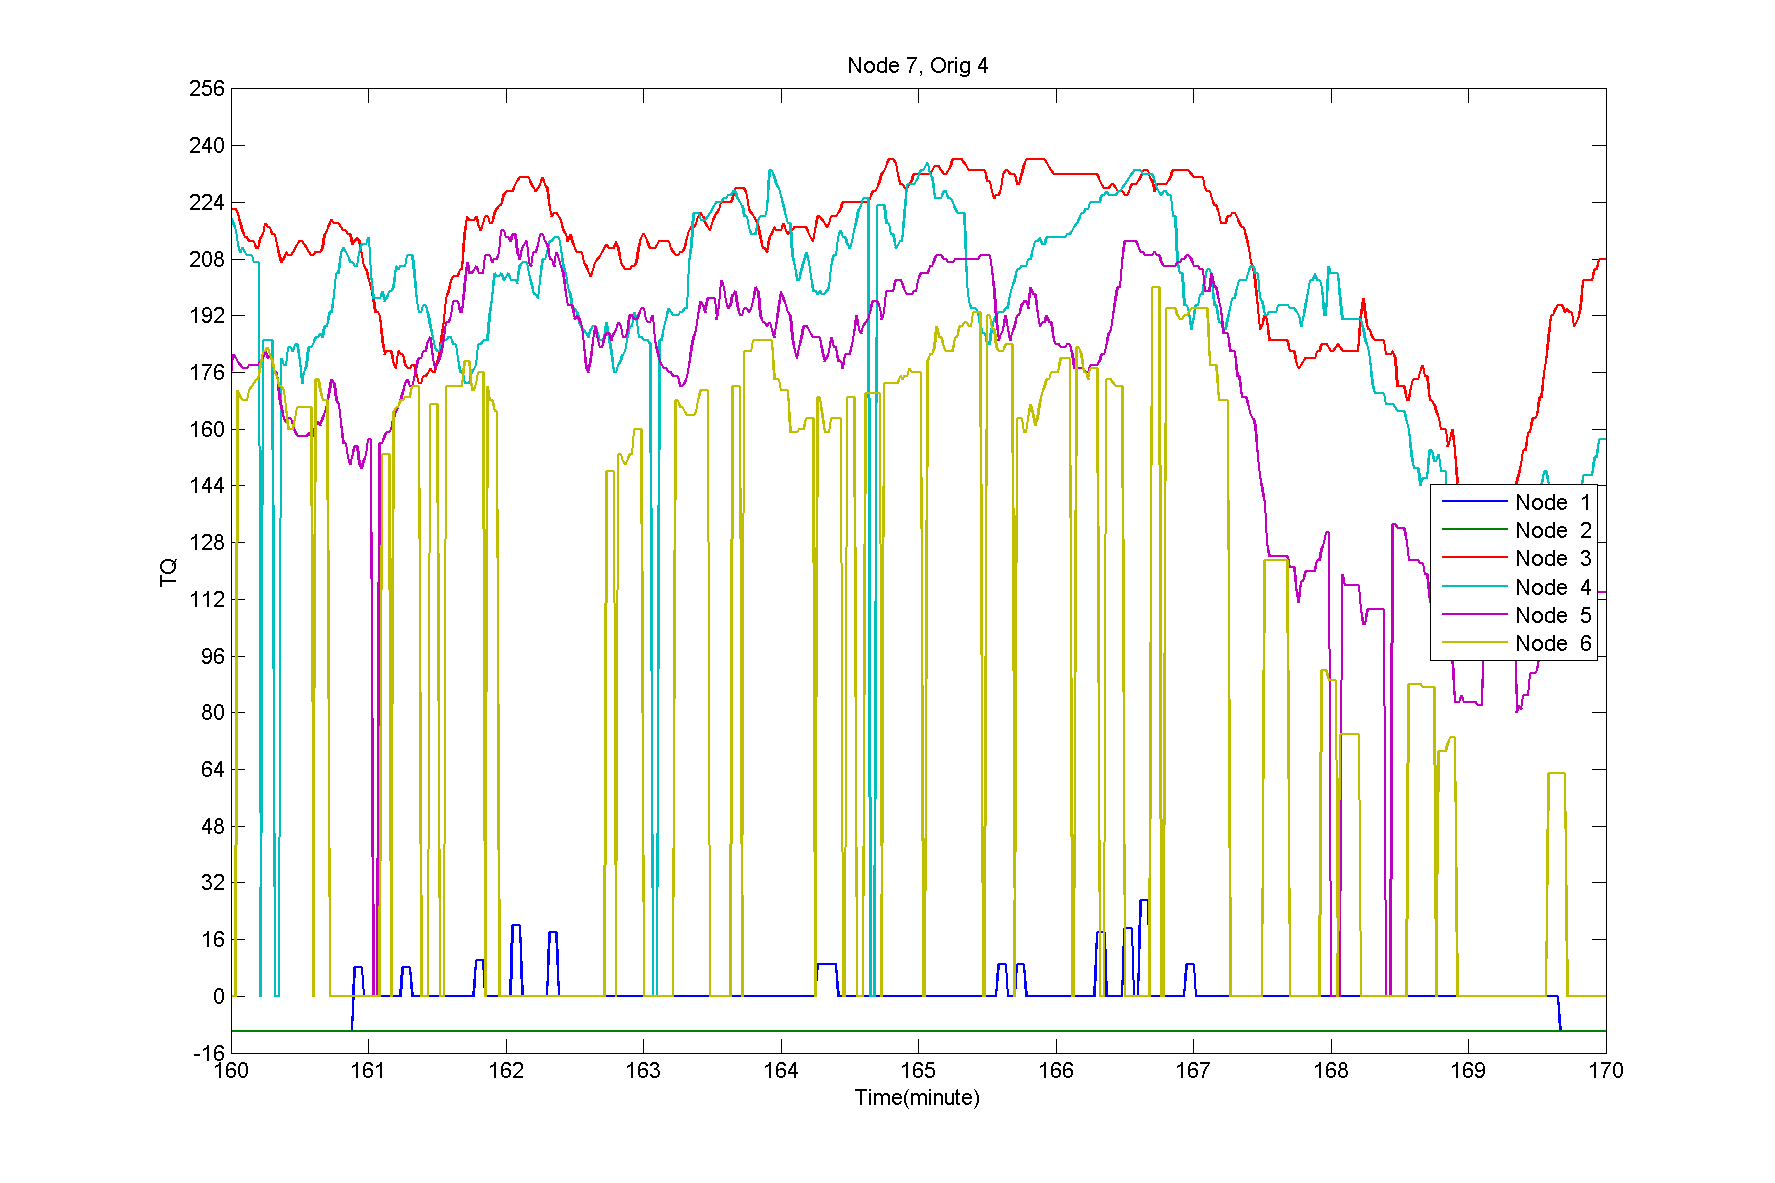 Node 7, Orig 4
256
240
224
208
192
176
160
144
128
112
96
80
64
48
32
16
0
-16
TQ
160 161 162 163 164 165 166 167 168 169 170
Time(minute)
Node 1
Node 2
Node 3
Node 4
Node 5
Node 6